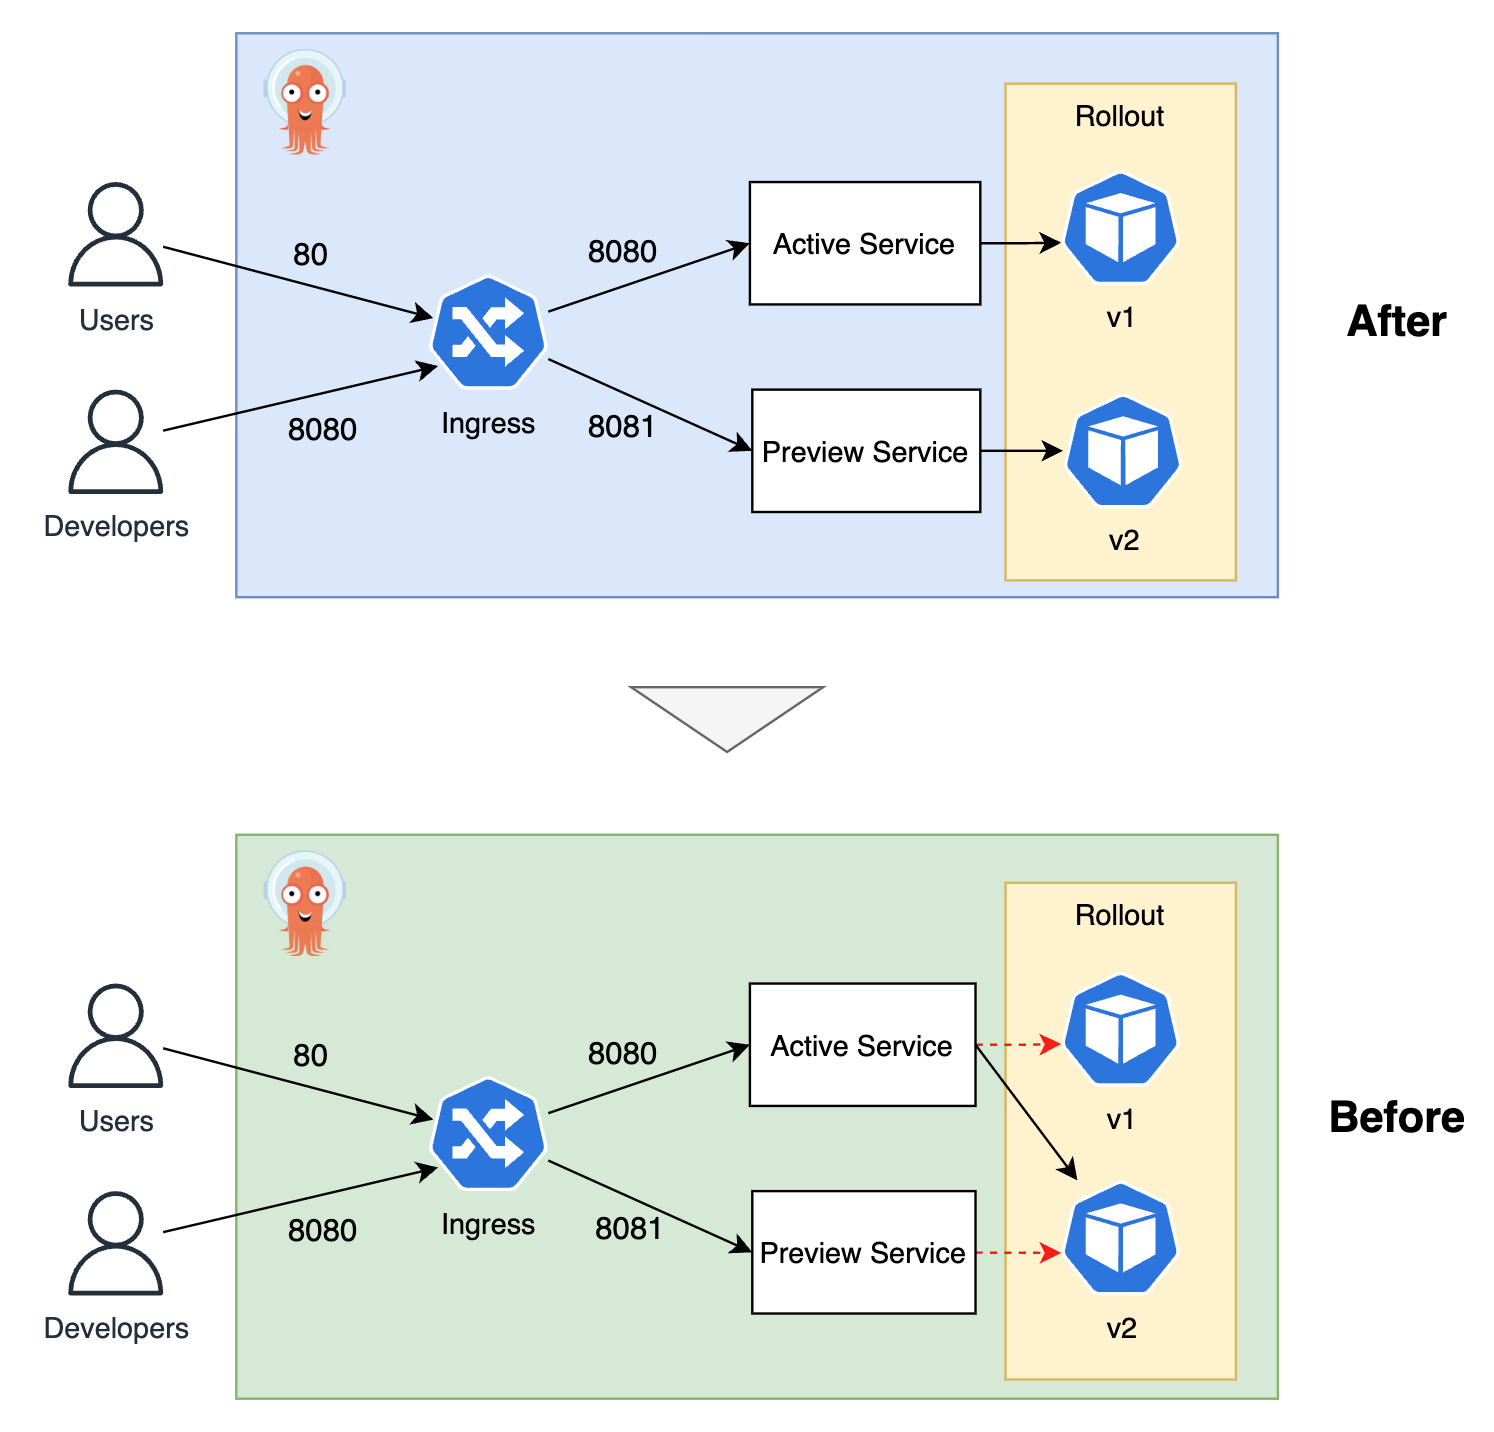 Rollout
80
8080
Active Service
Users
v1
After
Ingress
8080
8081
Preview Service
Developers
v2
Rollout
80
8080
Active Service
Users
v1
Before
Ingress
8080
8081
Preview Service
Developers
v2